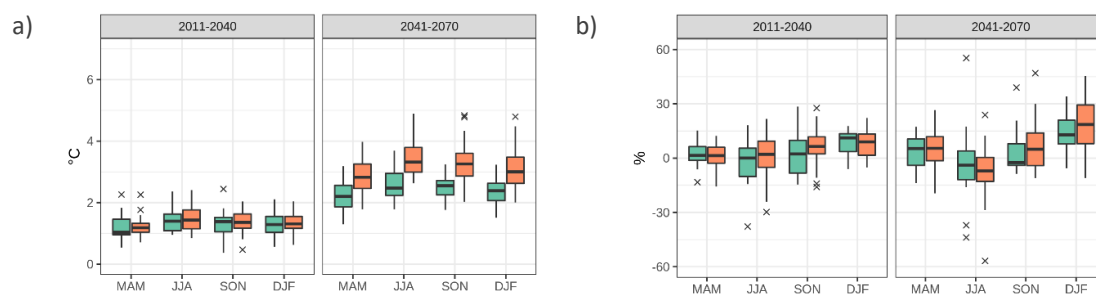 a)
2011-2040
2041-2070
°C
6
4
2
0
MAM
JJA
SON
DJF
MAM
JJA
SON
DJF
b)
2011-2040
2041-2070
%
60
30
0
-30
-60
MAM
JJA
SON
DJF
MAM
JJA
SON
DJF